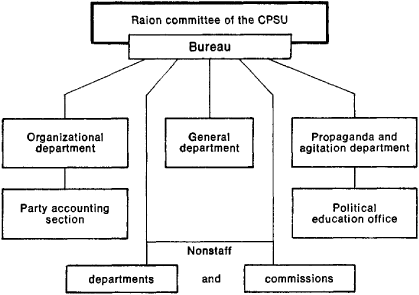 Raion committee of the CPSU
Bureau
Organizational
department
General
department
Propaganda and
agitation department
Party accounting
section
Political
education office
Nonstaff
departments and commissions